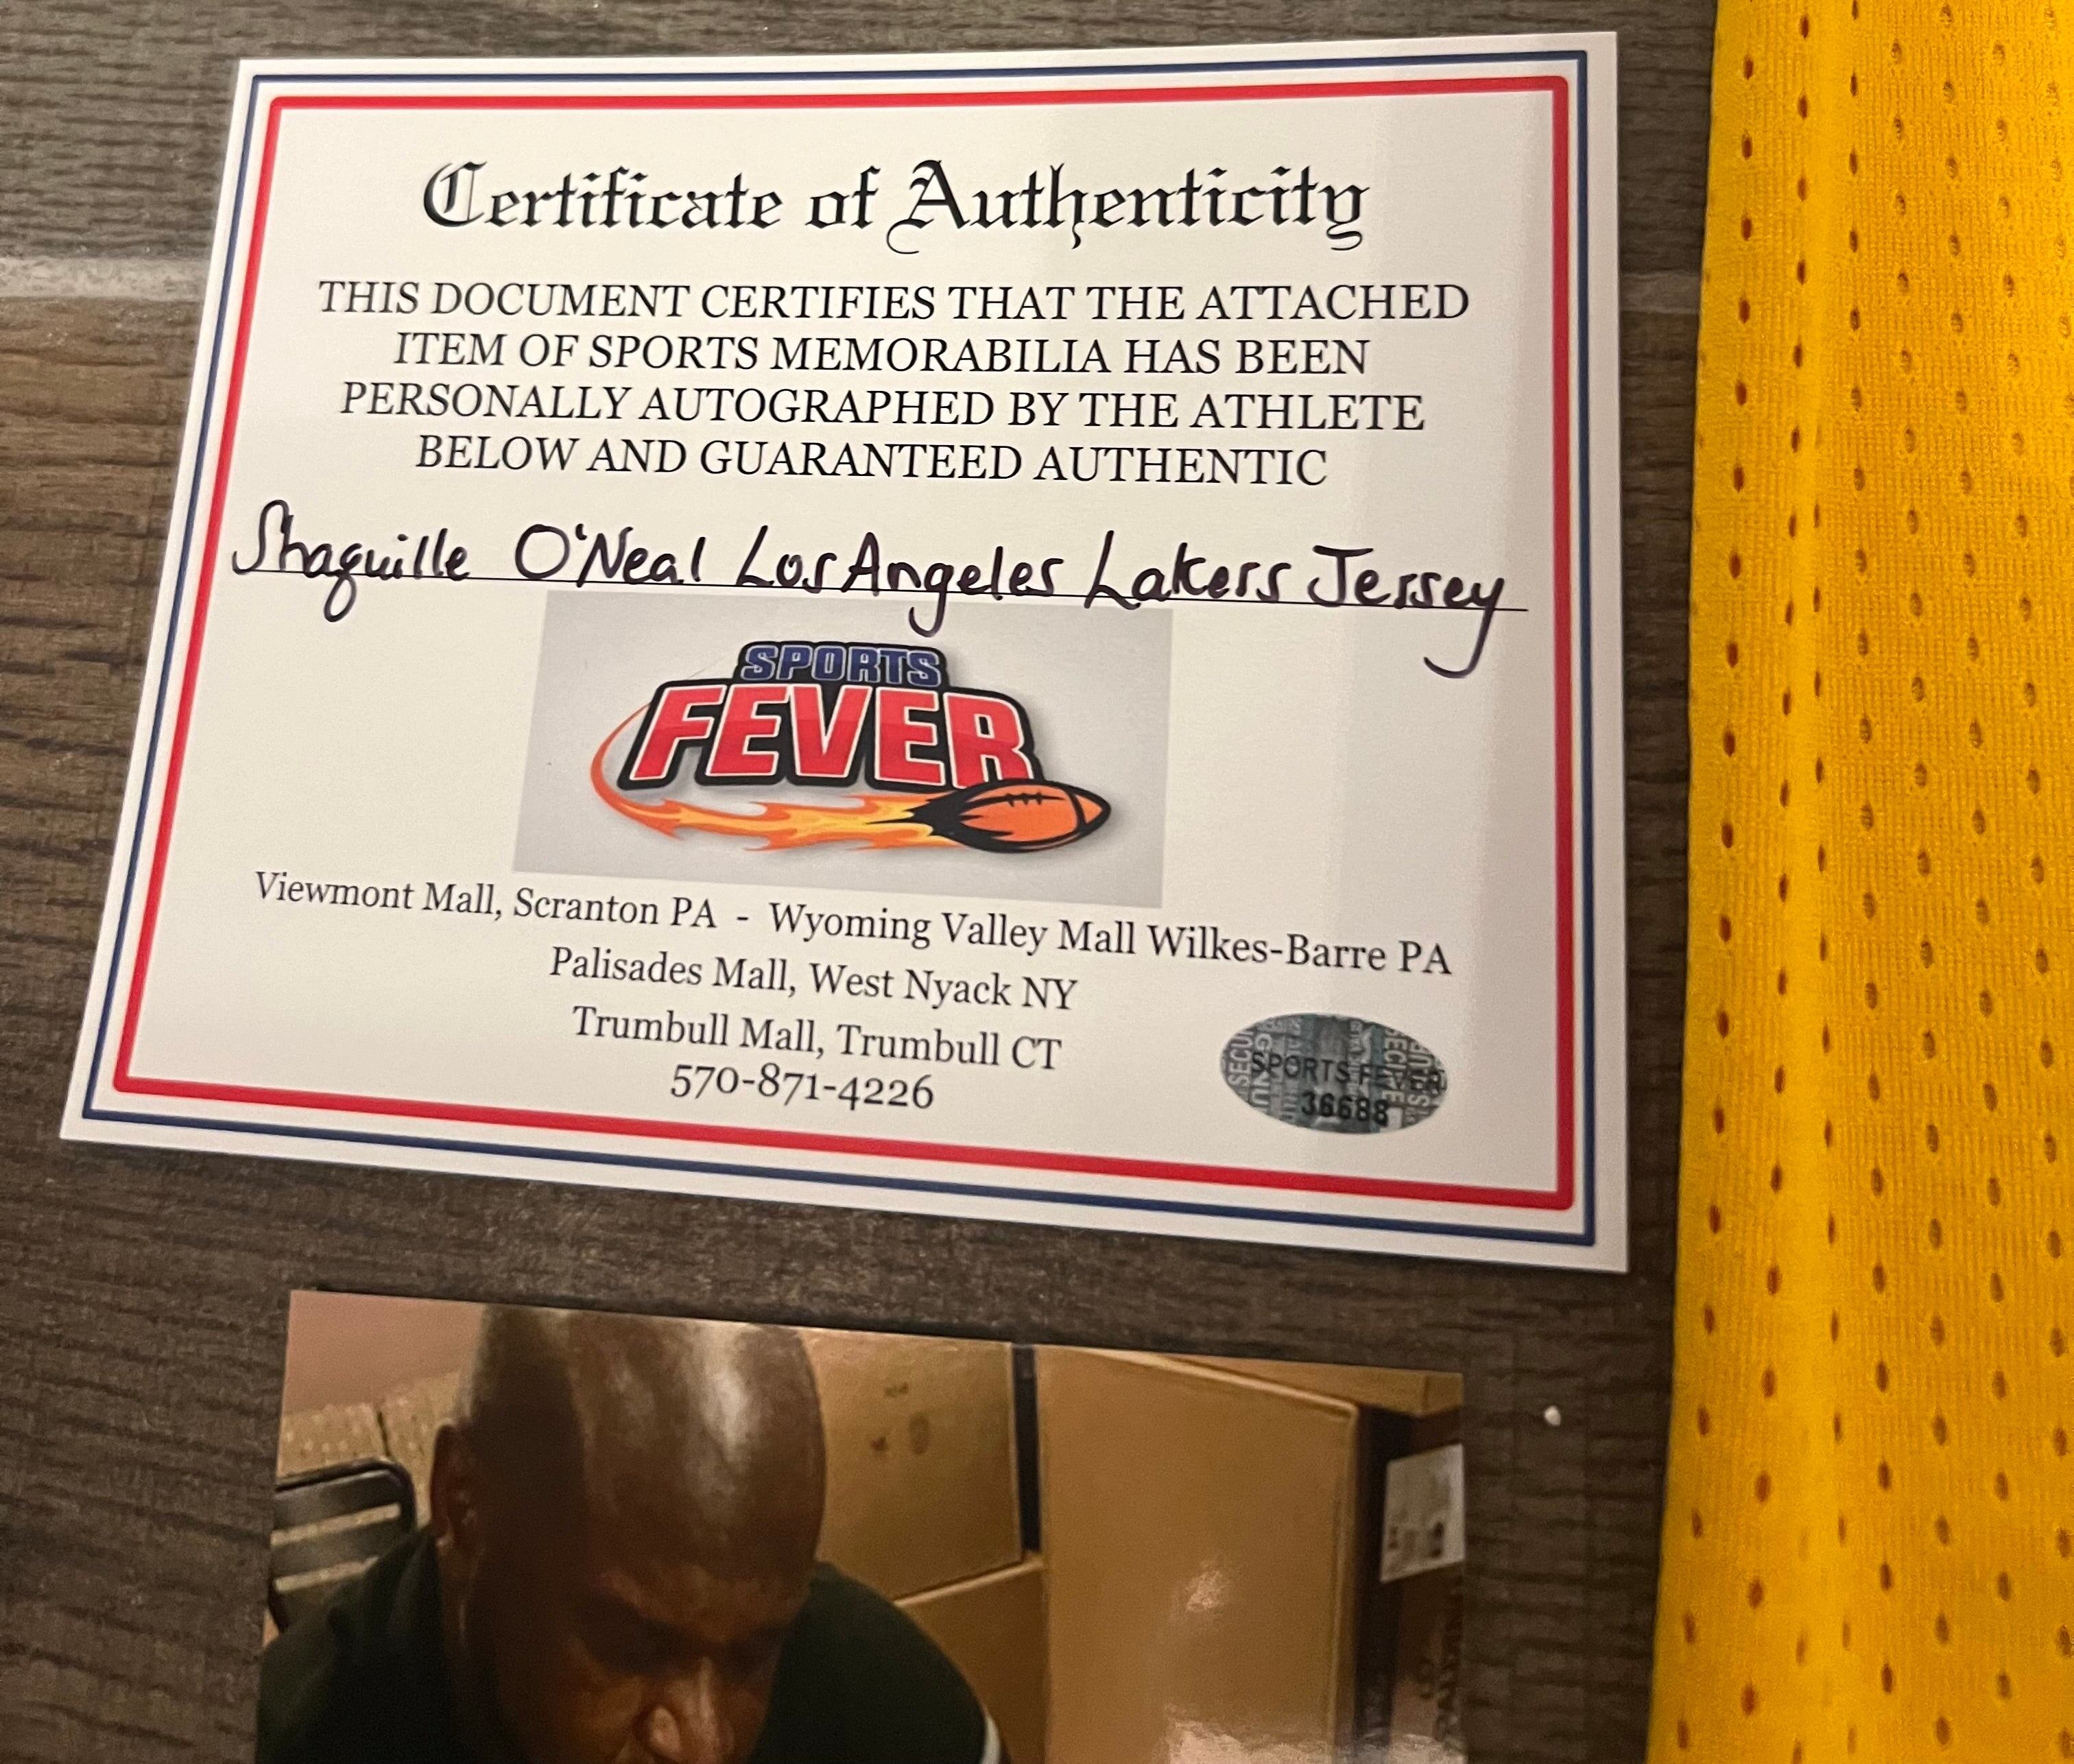 Certificate of Authenticity
THIS DOCUMENT CERTIFIES THAT THE ATTACHED
ITEM OF SPORTS MEMORABILIA HAS BEEN
PERSONALLY AUTOGRAPHED BY THE ATHLETE
BELOW AND GUARANTEED AUTHENTIC
Shaquille O'Neal Los Angeles Lakers Jersey
SPORTS
FEVER
Viewmont Mall, Scranton PA - Wyoming Valley Mall Wilkes-Barre PA
Palisades Mall, West Nyack NY
Trumbull Mall, Trumbull CT
570-871-4226
SPORTS FEVER
36688